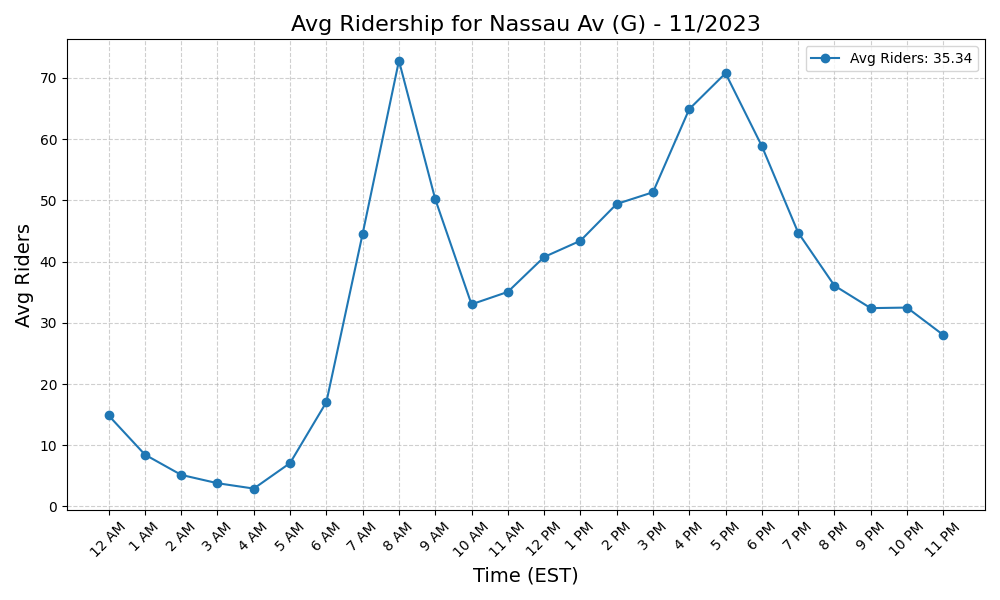 Avg Ridership for Nassau Av (G) - 11/2023
Avg Riders: 35.34
Avg Riders
70
60
50
40
30
20
10
0
12 AM
1 AM
2 AM
3 AM
4 AM
5 AM
6 AM
7 AM
8 AM
9 AM
10 AM
11 AM
12 PM
1 PM
2 PM
3 PM
4 PM
5 PM
6 PM
7 PM
8 PM
9 PM
10 PM
11 PM
Time (EST)